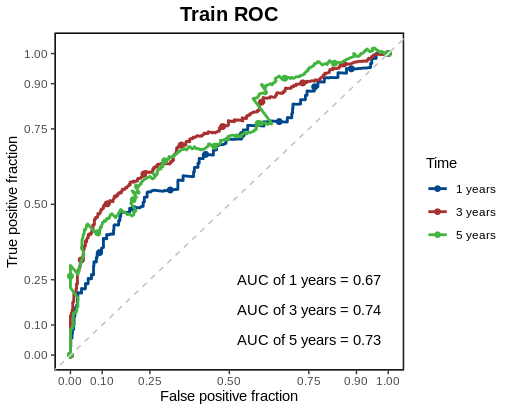 Train ROC
True positive fraction
1.00
0.90
0.75
0.50
0.25
0.10
0.00
AUC of 1 years = 0.67
AUC of 3 years = 0.74
AUC of 5 years = 0.73
0.00 0.10 0.25 0.50 0.75 0.90 1.00
False positive fraction
Time
1 years
3 years
5 years